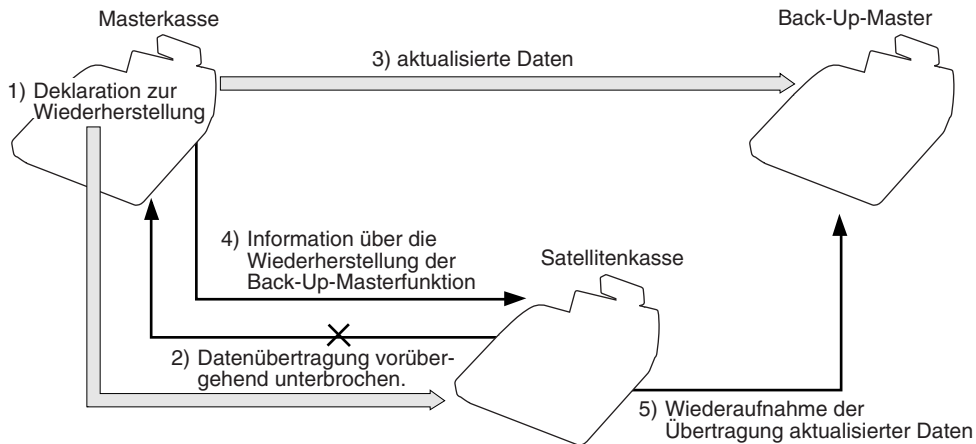 Masterkasse
Back-Up-Master
3) aktualisierte Daten
1) Deklaration zur
Wiederherstellung
4) Information über die
Wiederherstellung der
Back-Up-Masterfunktion
Satellitenkasse
2) Datenübertragung vorüber-
gehend unterbrochen.
5) Wiederaufnahme der
Übertragung aktualisierter Daten